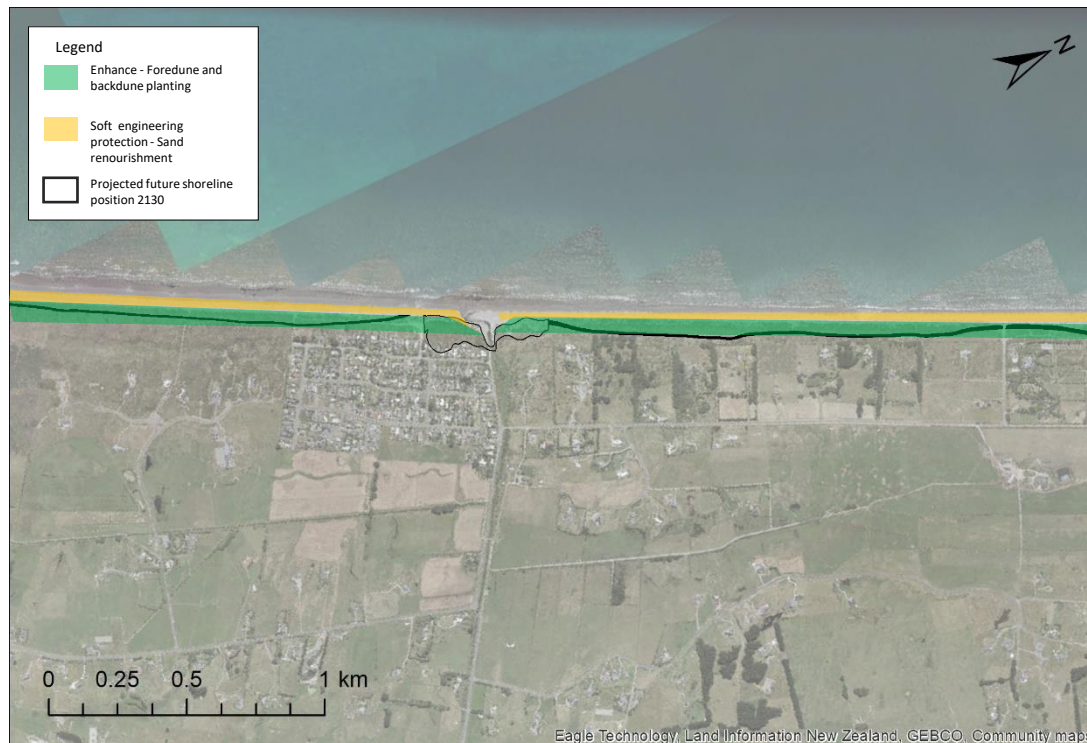 Legend
Enhance - Foredune and
backdune planting
Soft engineering
protection - Sand
renourishment
Projected future shoreline
position 2130
N
0 0.25 0.5 1 km
Eagle Technology, Land Information New Zealand, GEBCO, Community map